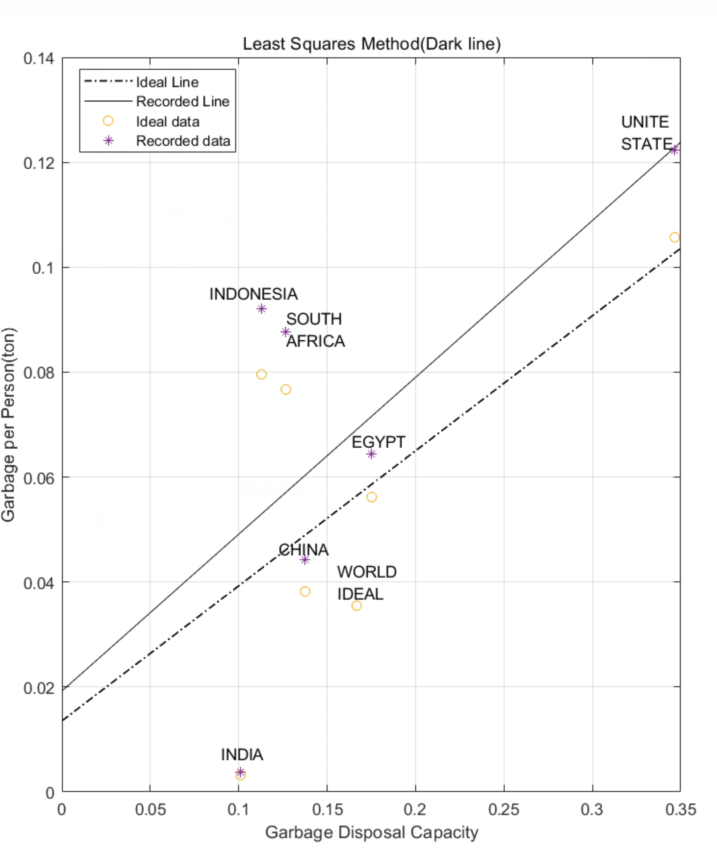 Least Squares Method(Dark line)
0.14
0.12
0.1
0.08
0.06
0.04
0.02
0
Garbage per Person(ton)
Ideal Line
Recorded Line
Ideal data
Recorded data
UNITE
STATE
INDONESIA
SOUTH
AFRICA
EGYPT
CHINA
WORLD
IDEAL
INDIA
0
0.05
0.1
0.15
0.2
0.25
0.3
0.35
Garbage Disposal Capacity